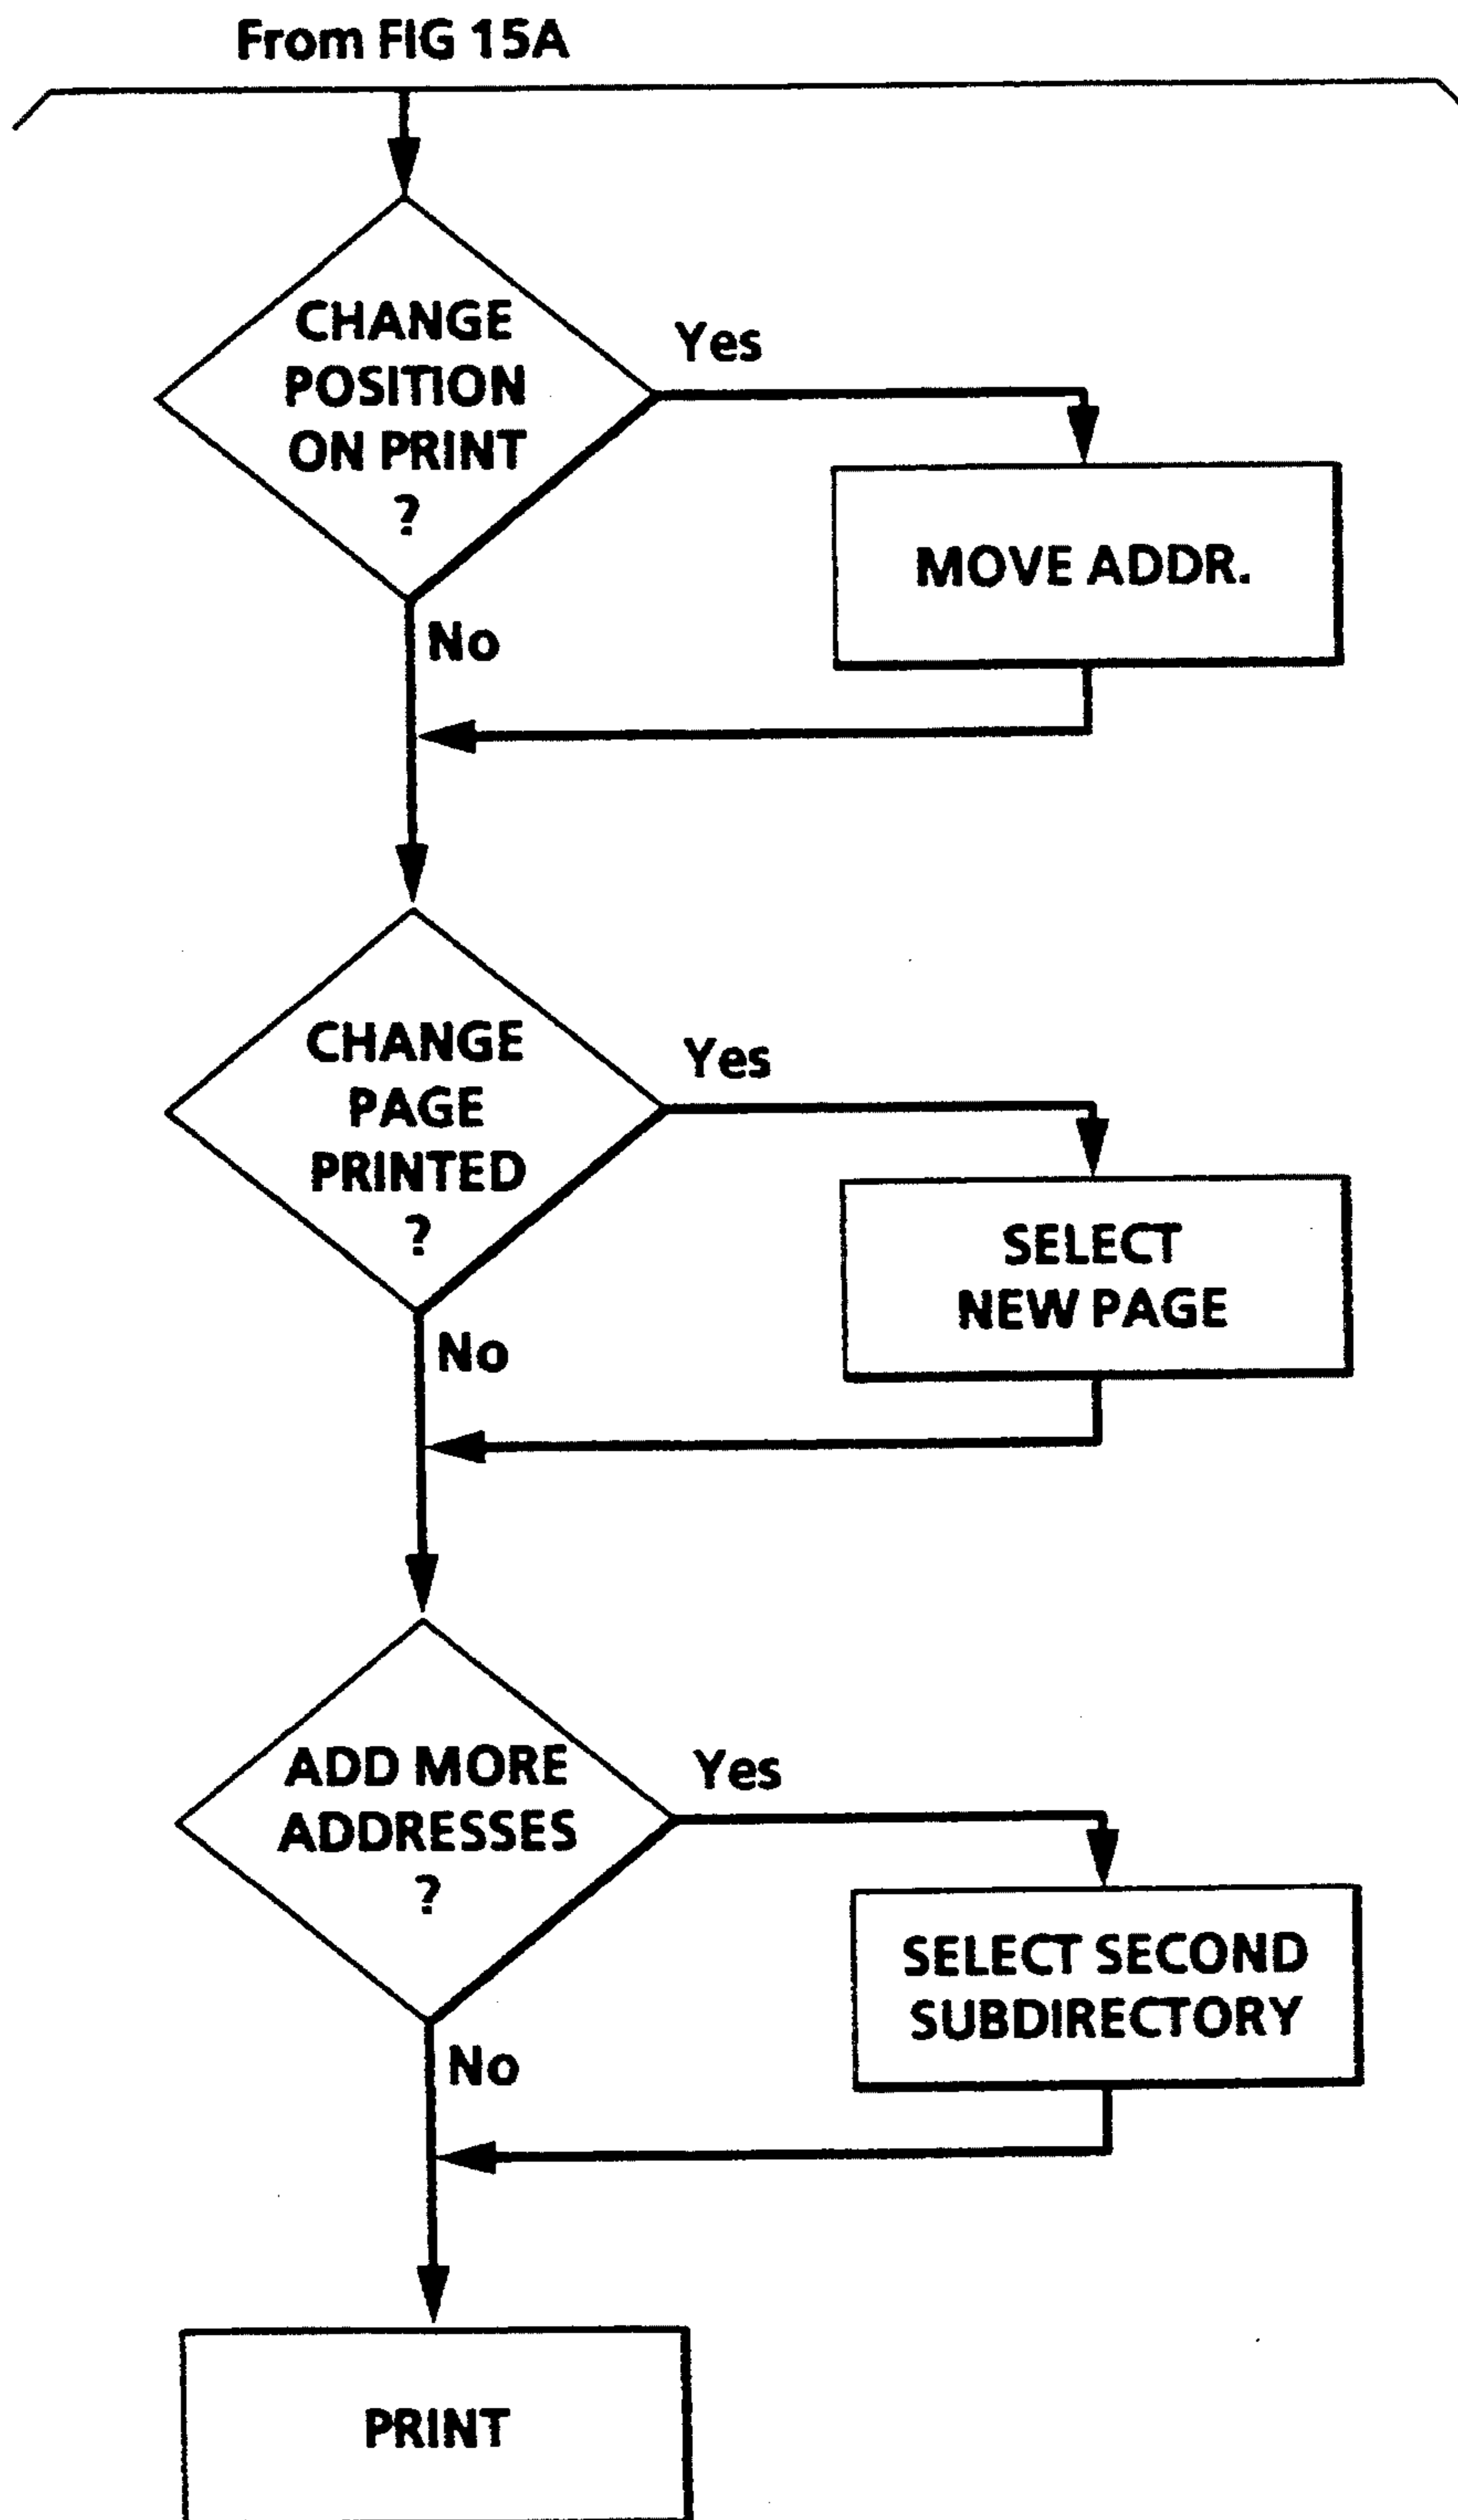 From FIG 15A
CHANGE
POSITION
ON PRINT
?
Yes
MOVE ADDR.
No
CHANGE
PAGE
PRINTED
?
Yes
SELECT
NEW PAGE
No
ADD MORE
ADDRESSES
?
Yes
SELECT SECOND
SUBDIRECTORY
No
PRINT